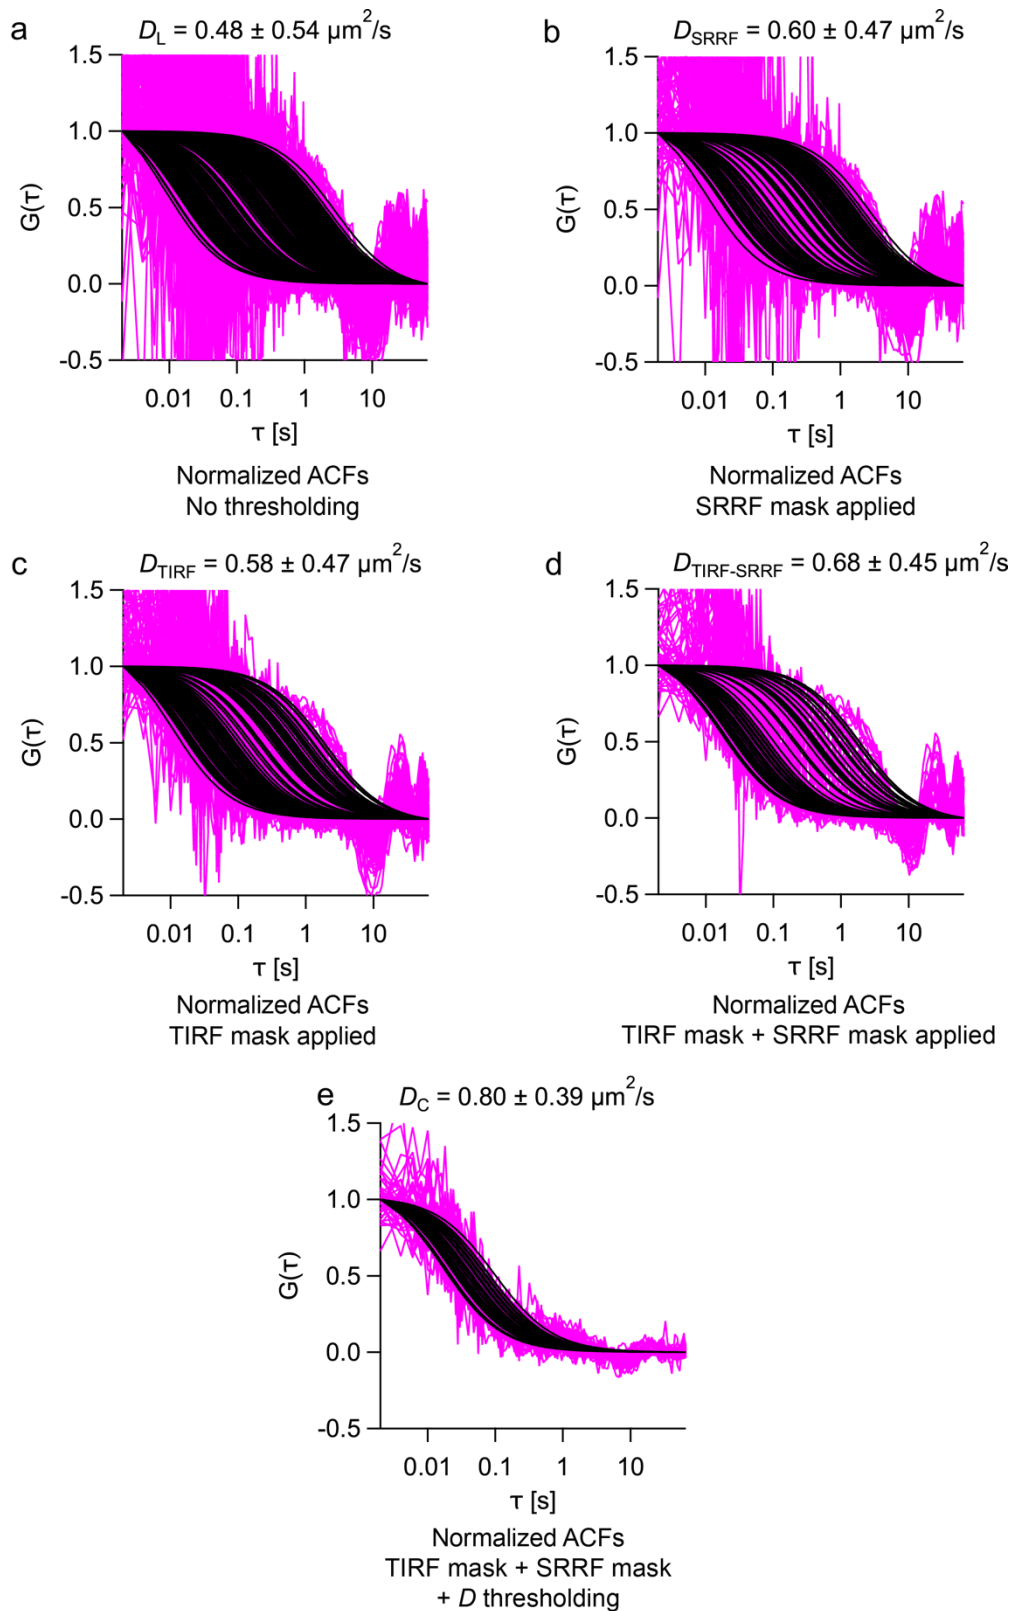 a
D_L = 0.48 ± 0.54 µm²/s
1.5
1.0
0.5
0.0
-0.5
G(τ)
0.01 0.1 1 10
τ [s]
Normalized ACFs
No thresholding
b
D_SRRF = 0.60 ± 0.47 µm²/s
1.5
1.0
0.5
0.0
-0.5
G(τ)
0.01 0.1 1 10
τ [s]
Normalized ACFs
SRRF mask applied
c
D_TIRF = 0.58 ± 0.47 µm²/s
1.5
1.0
0.5
0.0
-0.5
G(τ)
0.01 0.1 1 10
τ [s]
Normalized ACFs
TIRF mask applied
d
D_TIRF-SRRF = 0.68 ± 0.45 µm²/s
1.5
1.0
0.5
0.0
-0.5
G(τ)
0.01 0.1 1 10
τ [s]
Normalized ACFs
TIRF mask + SRRF mask applied
e
D_C = 0.80 ± 0.39 µm²/s
1.5
1.0
0.5
0.0
-0.5
G(τ)
0.01 0.1 1 10
τ [s]
Normalized ACFs
TIRF mask + SRRF mask
+ D thresholding